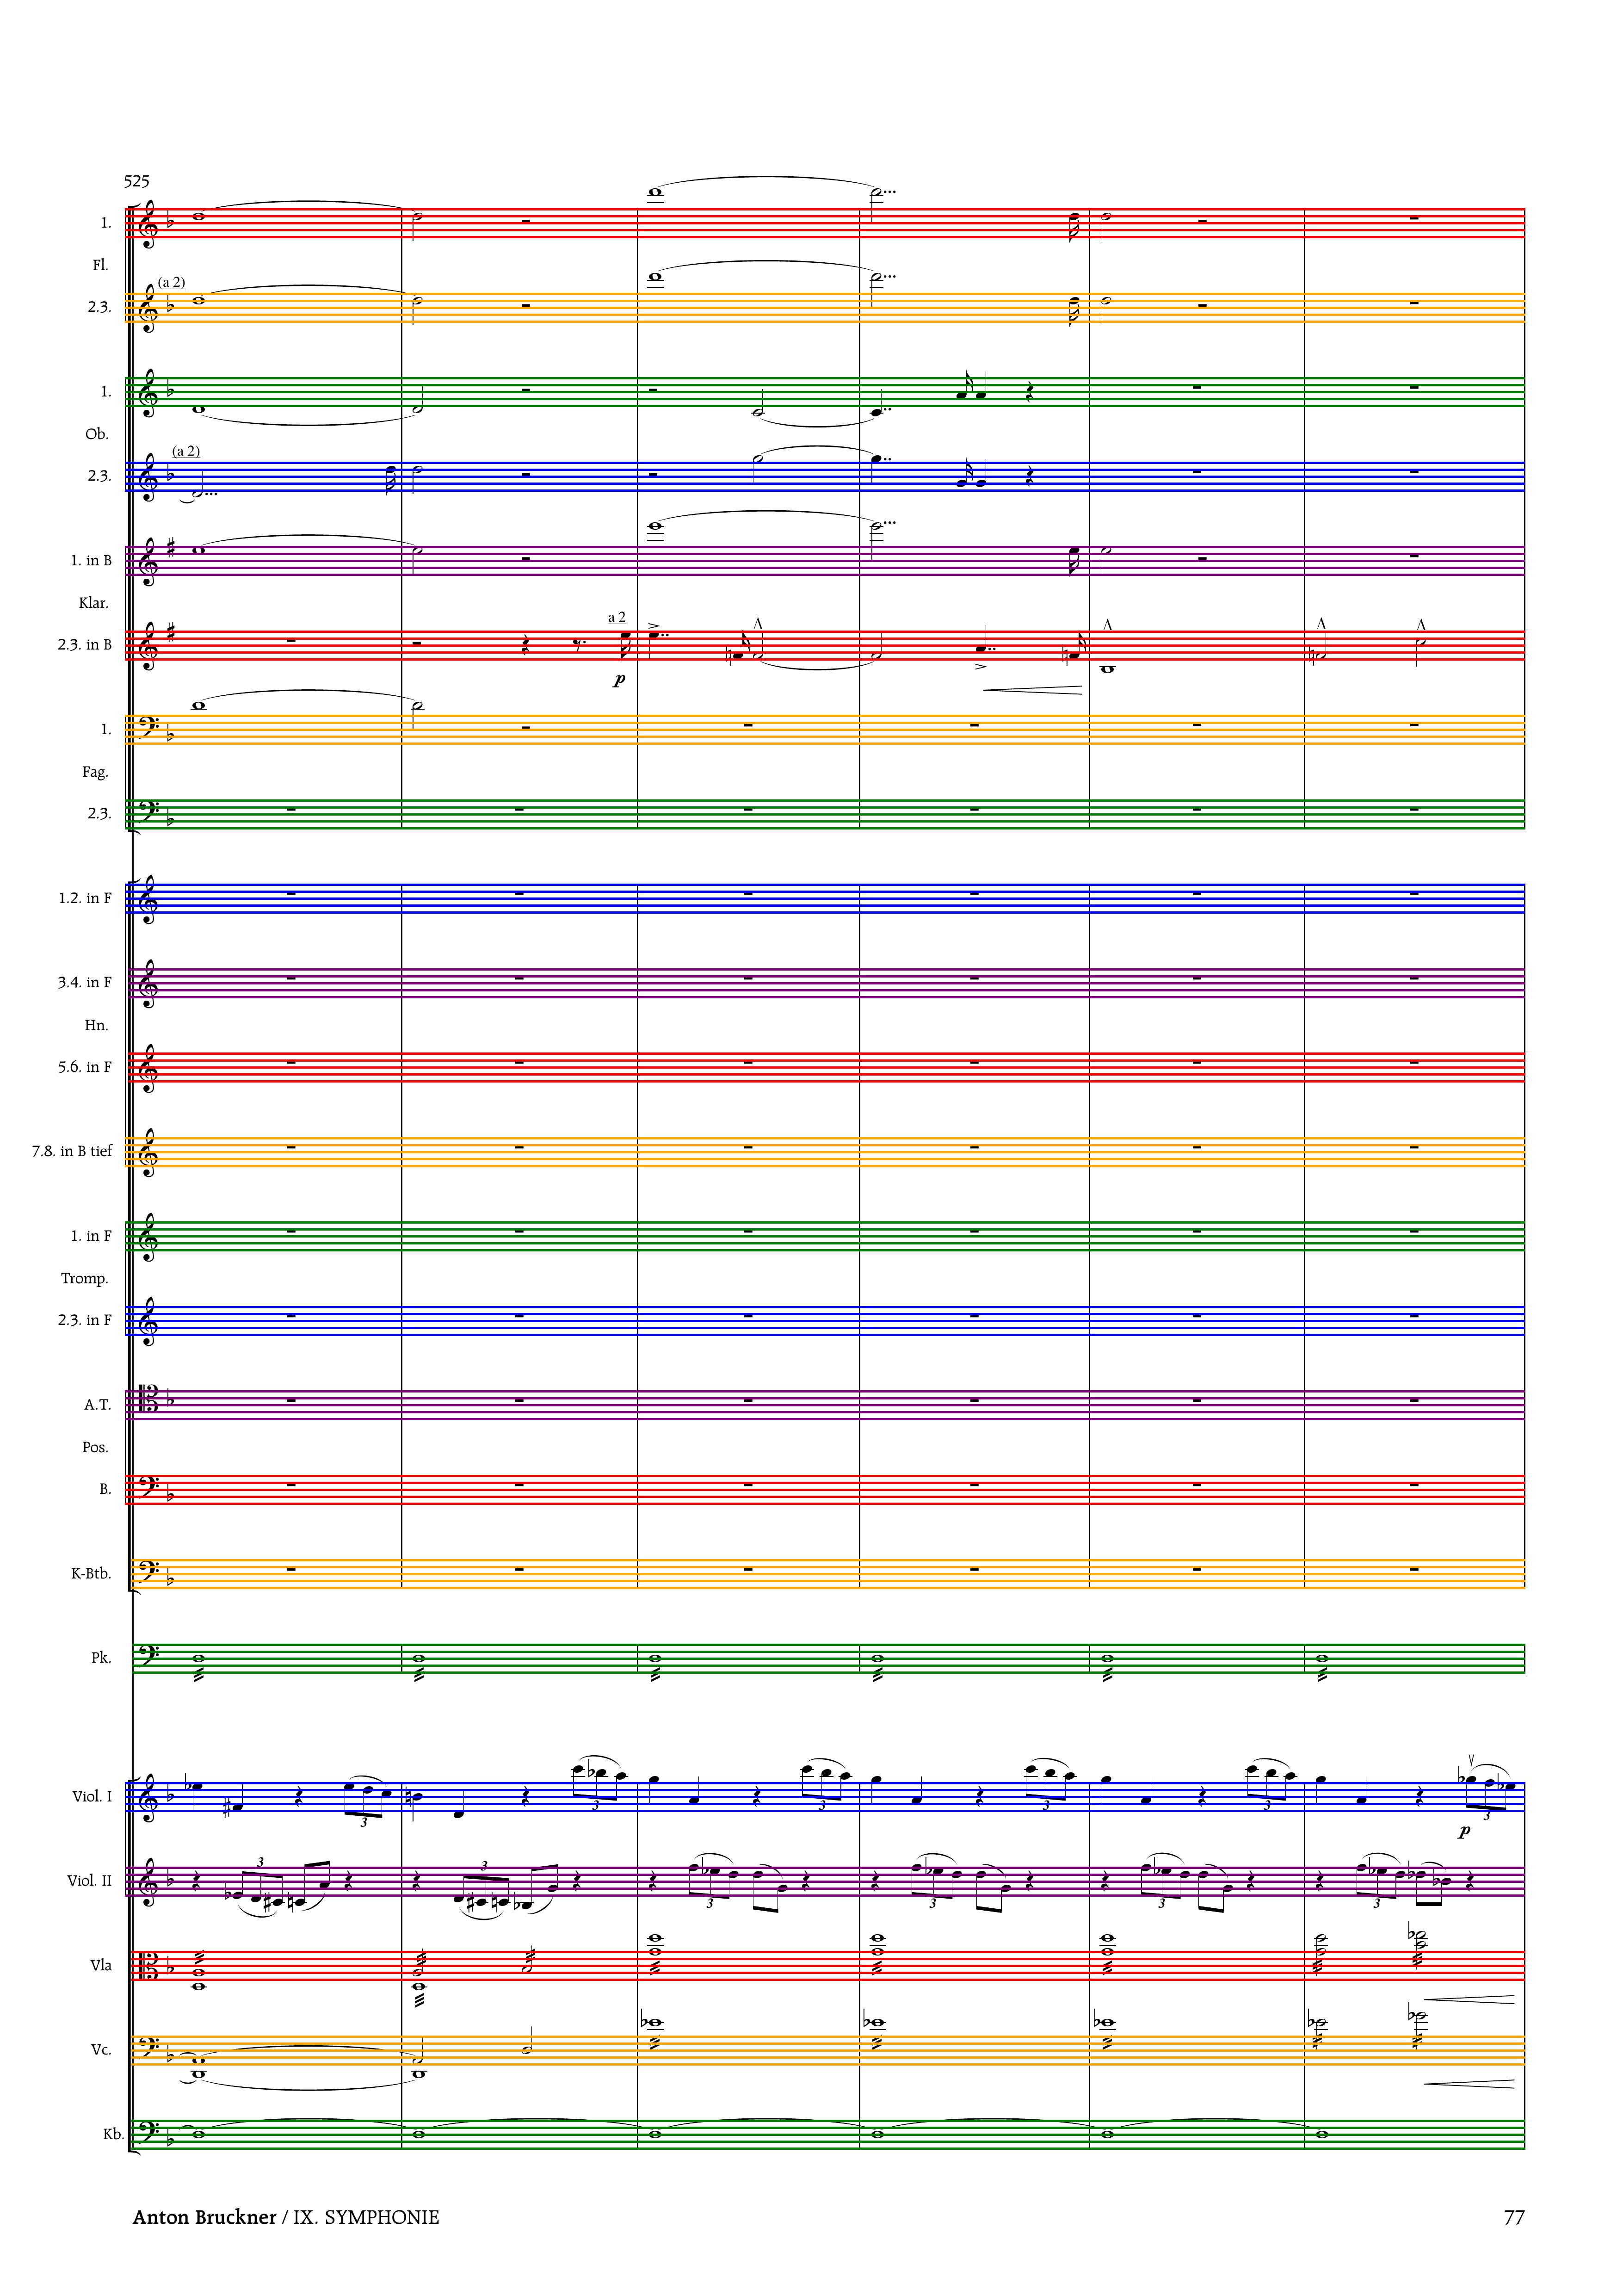 525
1.
Fl.
(a 2)
2.3.
1.
Ob.
(a 2)
2.3.
1. in B
Klar.
a 2
2.3. in B
p
1.
Fag.
2.3.
1.2. in F
3.4. in F
Hn.
5.6. in F
7.8. in B tief
1. in F
Tromp.
2.3. in F
A.T.
Pos.
B.
K-Btb.
Pk.
Viol. I
3 3 3 3 3 3
p
Viol. II
3 3 3 3 3 3
Vla
Vc.
Kb.
Anton Bruckner / IX. SYMPHONIE 77